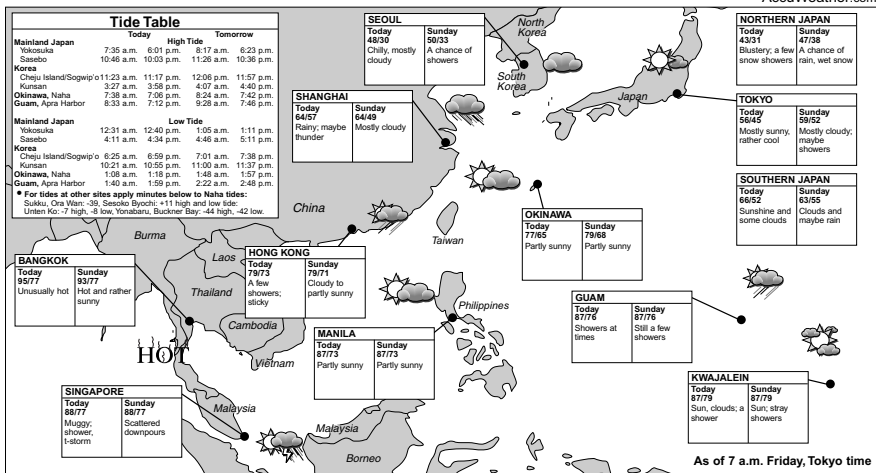 AccuWeather.com
Tide Table
Today Tomorrow
Mainland Japan High Tide
Yokosuka 7:35 a.m. 6:01 p.m. 8:17 a.m. 6:23 p.m.
Sasebo 10:46 a.m. 10:03 p.m. 11:26 a.m. 10:36 p.m.
Korea
Cheju Island/Sogwip'o 11:23 a.m. 11:17 p.m. 12:06 p.m. 11:57 p.m.
Kunsan 3:27 a.m. 3:58 p.m. 4:07 a.m. 4:40 p.m.
Okinawa, Naha 7:38 a.m. 7:06 p.m. 8:24 a.m. 7:42 p.m.
Guam, Apra Harbor 8:33 a.m. 7:12 p.m. 9:28 a.m. 7:46 p.m.
Mainland Japan Low Tide
Yokosuka 12:31 a.m. 12:40 p.m. 1:05 a.m. 1:11 p.m.
Sasebo 4:11 a.m. 4:34 p.m. 4:46 a.m. 5:11 p.m.
Korea
Cheju Island/Sogwip'o 6:25 a.m. 6:59 p.m. 7:01 a.m. 7:38 p.m.
Kunsan 10:21 a.m. 10:55 p.m. 11:00 a.m. 11:37 p.m.
Okinawa, Naha 1:08 a.m. 1:18 p.m. 1:48 a.m. 1:57 p.m.
Guam, Apra Harbor 1:40 a.m. 1:59 p.m. 2:22 a.m. 2:48 p.m.
• For tides at other sites apply minutes below to Naha tides:
Sukku, Ora Wan: -39, Sesoko Byochi: +11 high and low tide:
Unten Ko: -7 high, -8 low, Yonabaru, Buckner Bay: -44 high, -42 low.
SEOUL
Today Sunday
48/30 50/33
Chilly, mostly A chance of
cloudy showers
North
Korea
South
Korea
NORTHERN JAPAN
Today Sunday
43/31 47/38
Blustery; a few A chance of
snow showers rain, wet snow
Japan
SHANGHAI
Today Sunday
64/57 64/49
Rainy; maybe Mostly cloudy
thunder
TOKYO
Today Sunday
56/45 59/52
Mostly sunny, Mostly cloudy;
rather cool maybe
showers
SOUTHERN JAPAN
Today Sunday
66/52 63/55
Sunshine and Clouds and
some clouds maybe rain
China
Taiwan
OKINAWA
Today Sunday
77/65 79/68
Partly sunny Partly sunny
Burma
Laos
Thailand
Cambodia
Vietnam
BANGKOK
Today Sunday
95/77 93/77
Unusually hot Hot and rather
sunny
HOT
HONG KONG
Today Sunday
79/73 79/71
A few Cloudy to
showers; partly sunny
sticky
Philippines
MANILA
Today Sunday
87/73 87/73
Partly sunny Partly sunny
GUAM
Today Sunday
87/76 87/76
Showers at Still a few
times showers
KWAJALEIN
Today Sunday
87/79 87/79
Sun, clouds; a Sun; stray
shower showers
SINGAPORE
Today Sunday
88/77 88/77
Muggy; Scattered
shower, downpours
t-storm
Malaysia
Malaysia
Borneo
As of 7 a.m. Friday, Tokyo time